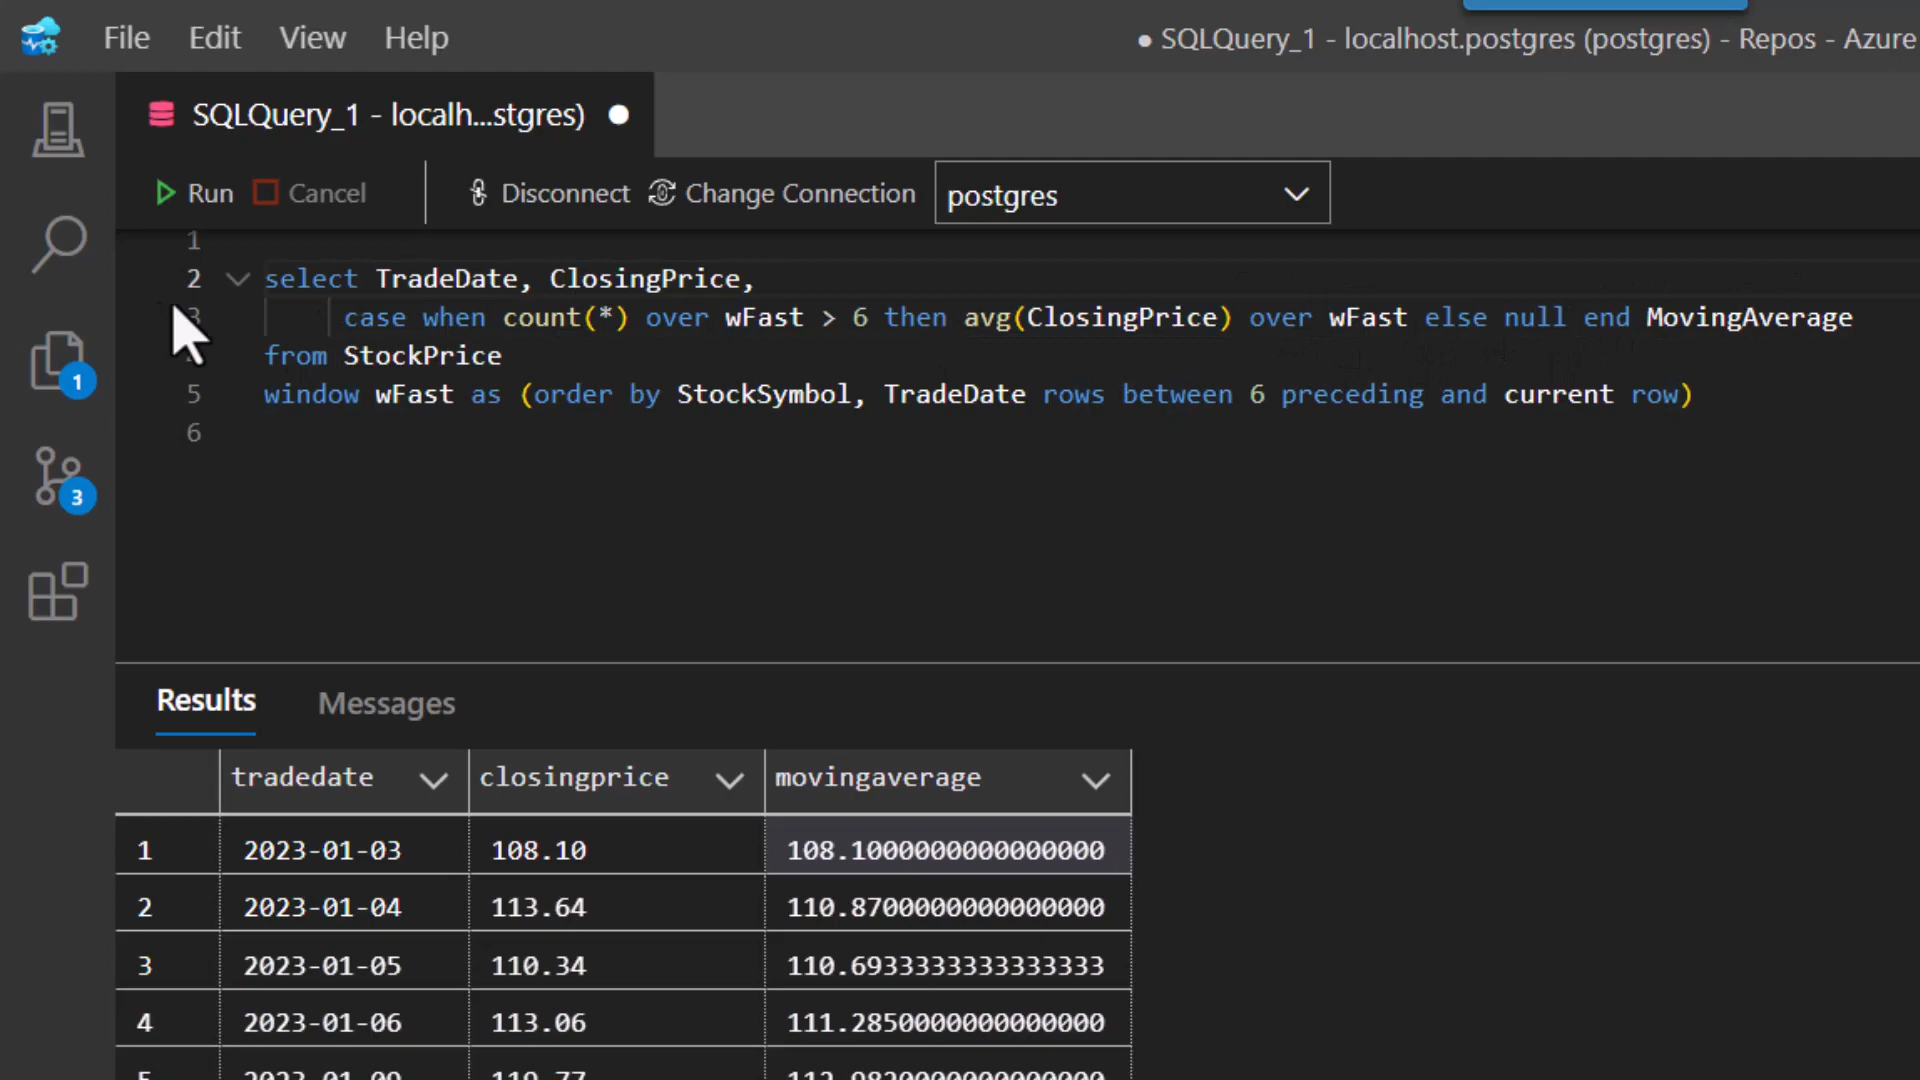 File Edit View Help
● SQLQuery_1 - localhost.postgres (postgres) - Repos - Azure
SQLQuery_1 - localh...stgres) ●
Run Cancel Disconnect Change Connection postgres
1
2 select TradeDate, ClosingPrice,
3 case when count(*) over wFast > 6 then avg(ClosingPrice) over wFast else null end MovingAverage
from StockPrice
5 window wFast as (order by StockSymbol, TradeDate rows between 6 preceding and current row)
6
1
3
Results Messages
tradedate closingprice movingaverage
1 2023-01-03 108.10 108.1000000000000000
2 2023-01-04 113.64 110.8700000000000000
3 2023-01-05 110.34 110.6933333333333333
4 2023-01-06 113.06 111.2850000000000000